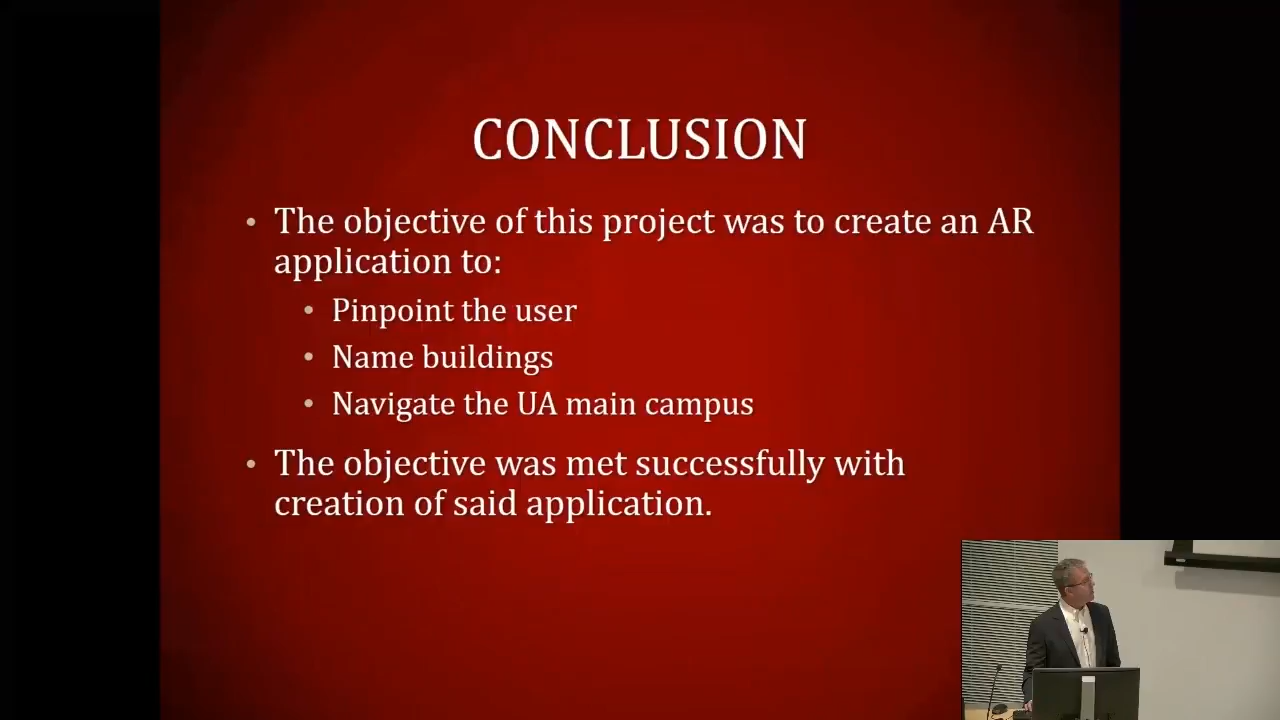 CONCLUSION
• The objective of this project was to create an AR
application to:
• Pinpoint the user
• Name buildings
• Navigate the UA main campus
• The objective was met successfully with
creation of said application.